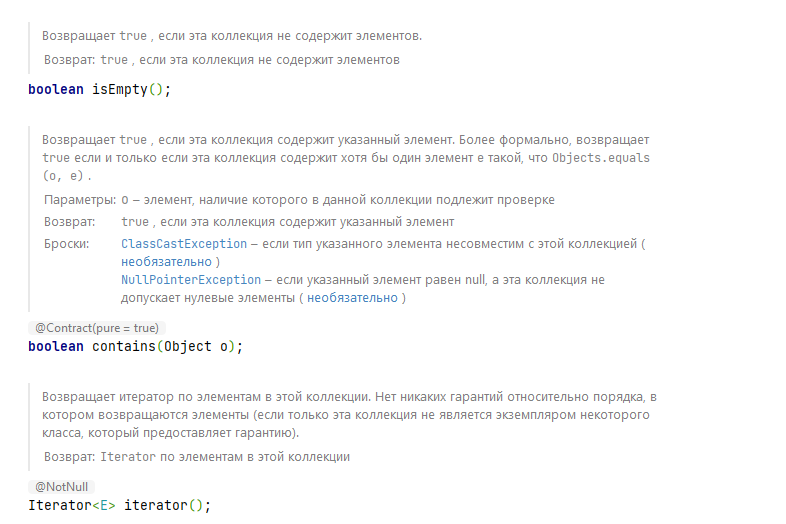 Возвращает true , если эта коллекция не содержит элементов.
Возврат: true , если эта коллекция не содержит элементов
boolean isEmpty();
Возвращает true , если эта коллекция содержит указанный элемент. Более формально, возвращает
true если и только если эта коллекция содержит хотя бы один элемент e такой, что Objects.equals
(o, e) .
Параметры: o – элемент, наличие которого в данной коллекции подлежит проверке
Возврат: true , если эта коллекция содержит указанный элемент
Броски: ClassCastException – если тип указанного элемента несовместим с этой коллекцией (
необязательно )
NullPointerException – если указанный элемент равен null, а эта коллекция не
допускает нулевые элементы ( необязательно )
@Contract(pure = true)
boolean contains(Object o);
Возвращает итератор по элементам в этой коллекции. Нет никаких гарантий относительно порядка, в
котором возвращаются элементы (если только эта коллекция не является экземпляром некоторого
класса, который предоставляет гарантию).
Возврат: Iterator по элементам в этой коллекции
@NotNull
Iterator<E> iterator();